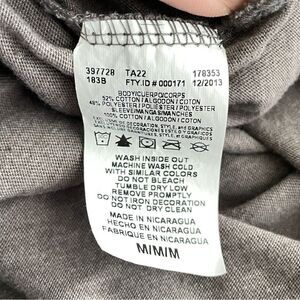 397728 TA22 178353
183B FTY.ID # 000171 12/2013
BODY/CUERPO/CORPS
52% COTTON / ALGODON / COTON
48% POLYESTER / POLIESTER / POLYESTER
SLEEVE/MANGAS/MANCHES
100% COTTON / ALGODON / COTON
WASH INSIDE OUT
MACHINE WASH COLD
WITH SIMILAR COLORS
DO NOT BLEACH
TUMBLE DRY LOW
REMOVE PROMPTLY
DO NOT IRON DECORATION
DO NOT DRY CLEAN
MADE IN NICARAGUA
HECHO EN NICARAGUA
FABRIQUE EN NICARAGUA
M/M/M